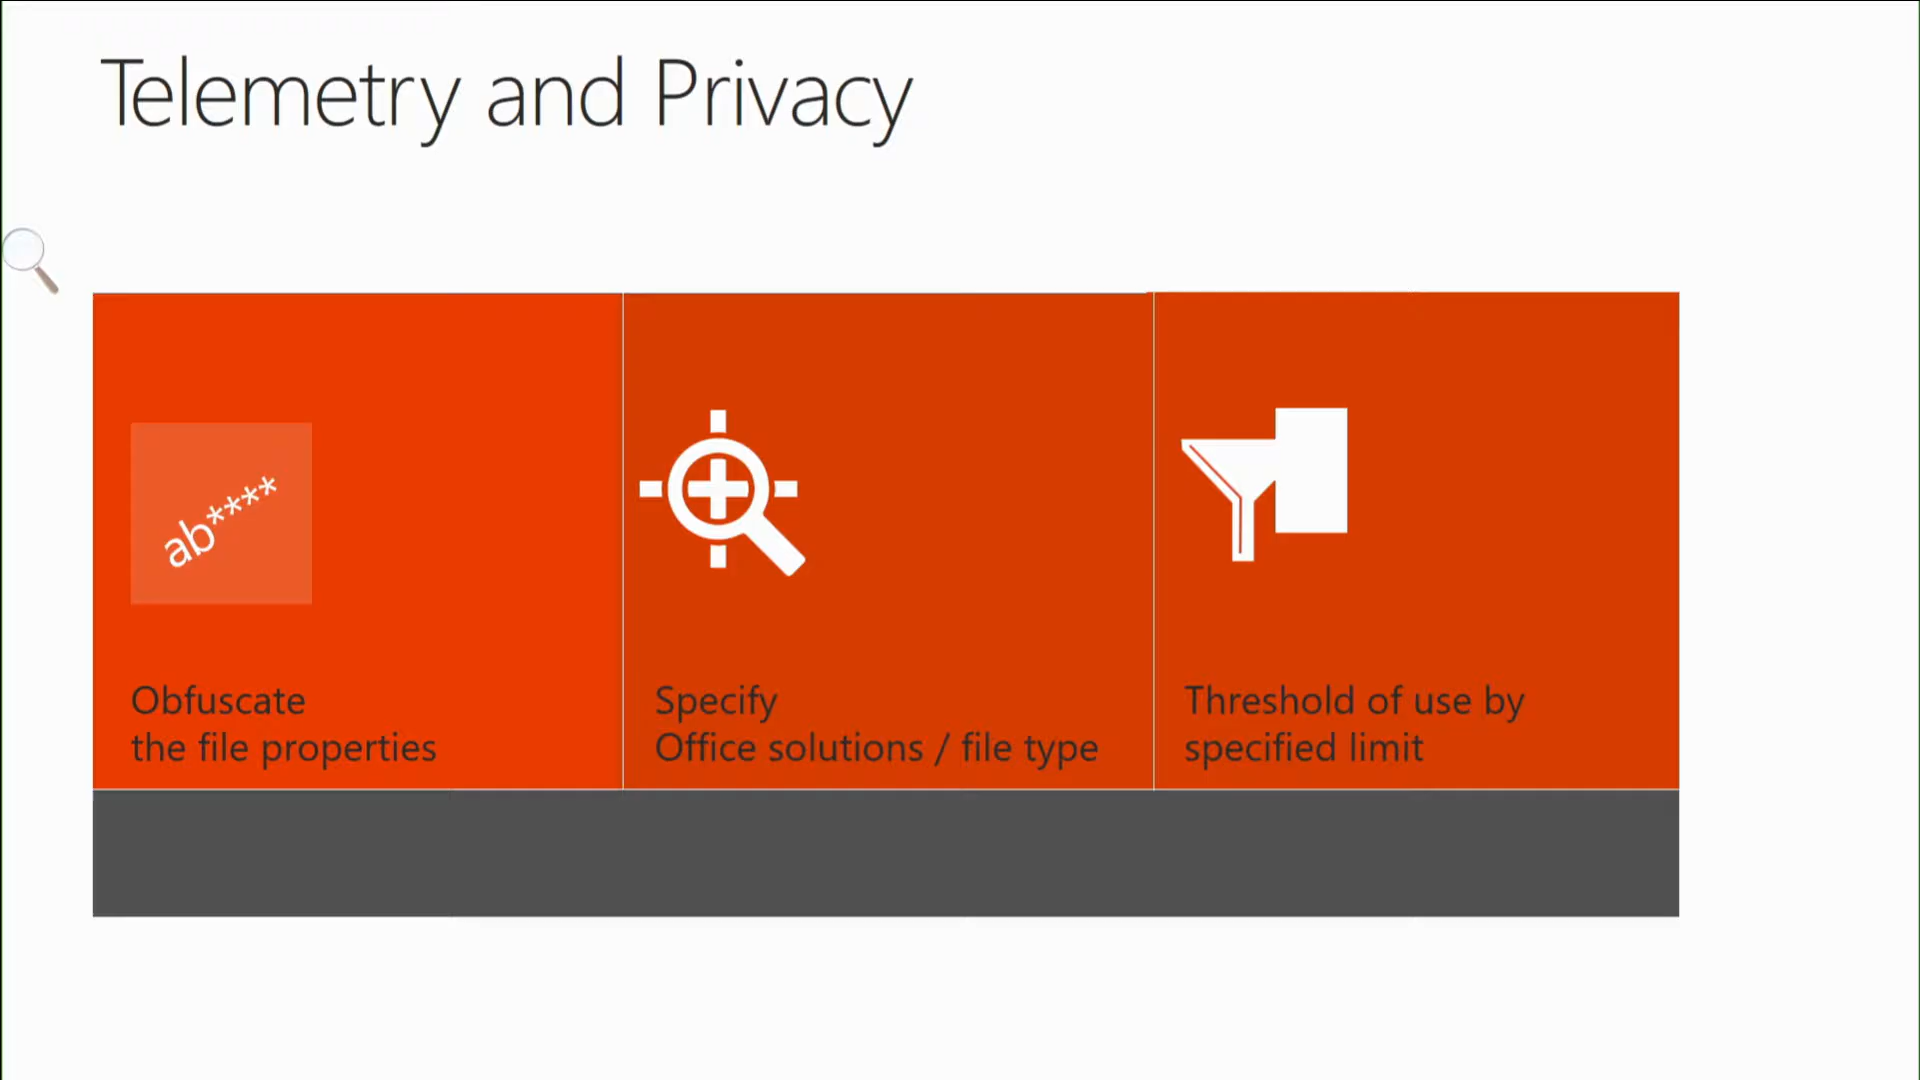 Telemetry and Privacy
ab****
Obfuscate
the file properties
Specify
Office solutions / file type
Threshold of use by
specified limit